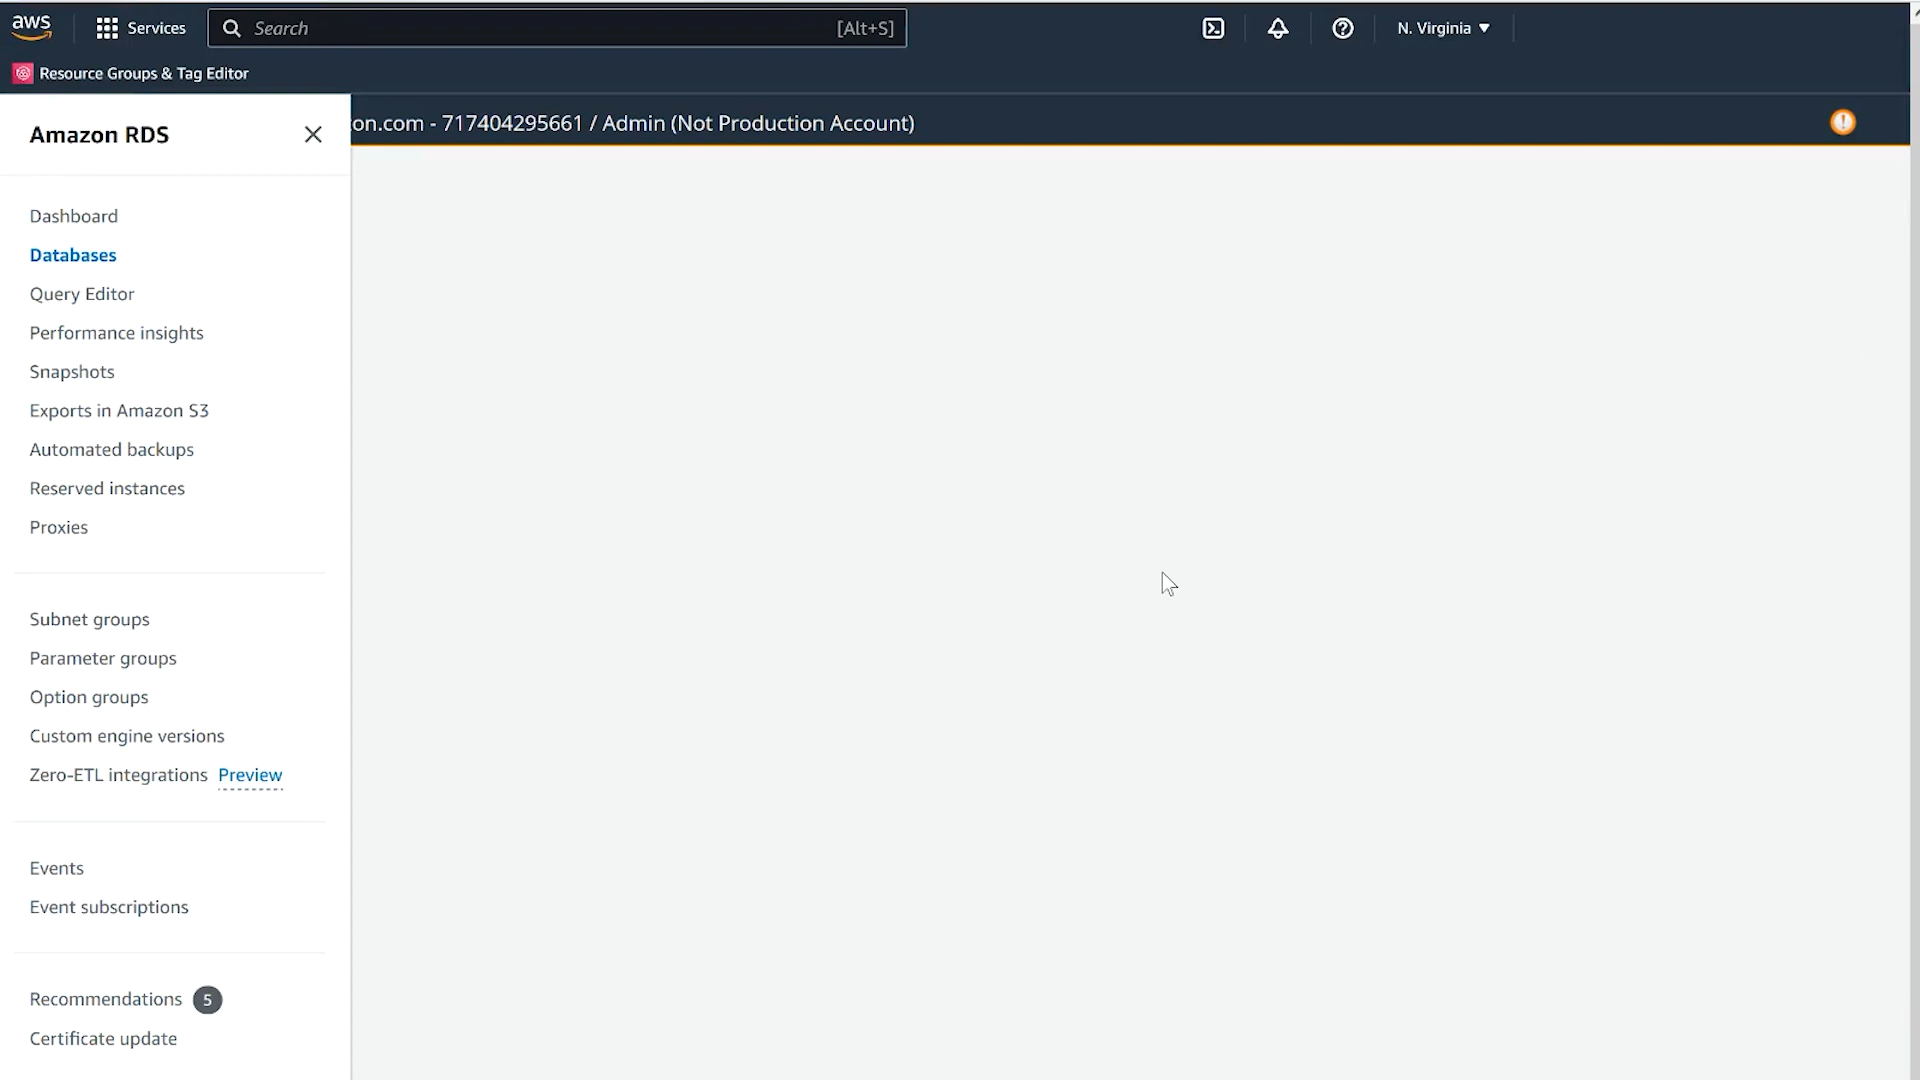 aws
Services
Search
[Alt+S]
N. Virginia
Resource Groups & Tag Editor
Amazon RDS
on.com - 717404295661 / Admin (Not Production Account)
Dashboard
Databases
Query Editor
Performance insights
Snapshots
Exports in Amazon S3
Automated backups
Reserved instances
Proxies
Subnet groups
Parameter groups
Option groups
Custom engine versions
Zero-ETL integrations Preview
Events
Event subscriptions
Recommendations 5
Certificate update